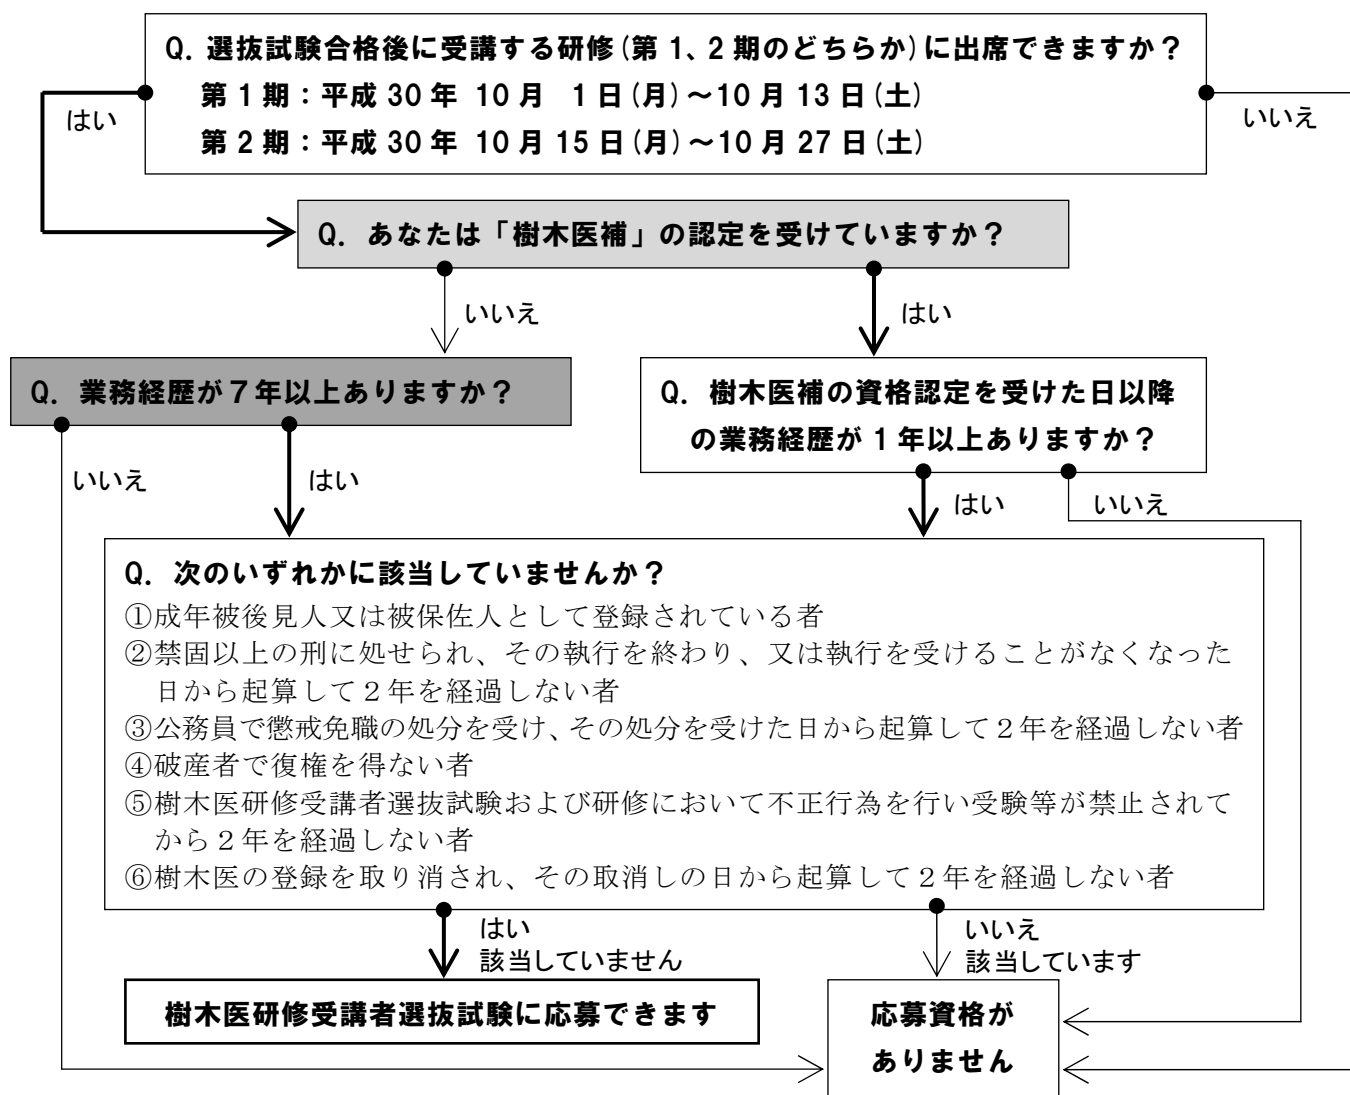 Q. 選抜試験合格後に受講する研修(第1、2期のどちらか)に出席できますか？
第1期：平成30年 10月 1日(月)～10月13日(土)
第2期：平成30年 10月15日(月)～10月27日(土)
はい
いいえ
Q. あなたは「樹木医補」の認定を受けていますか？
いいえ
はい
Q. 業務経歴が７年以上ありますか？
Q. 樹木医補の資格認定を受けた日以降
の業務経歴が１年以上ありますか？
いいえ
はい
はい
いいえ
Q. 次のいずれかに該当していませんか？
①成年被後見人又は被保佐人として登録されている者
②禁固以上の刑に処せられ、その執行を終わり、又は執行を受けることがなくなった
日から起算して２年を経過しない者
③公務員で懲戒免職の処分を受け、その処分を受けた日から起算して２年を経過しない者
④破産者で復権を得ない者
⑤樹木医研修受講者選抜試験および研修において不正行為を行い受験等が禁止されて
から２年を経過しない者
⑥樹木医の登録を取り消され、その取消しの日から起算して２年を経過しない者
はい
該当していません
いいえ
該当しています
樹木医研修受講者選抜試験に応募できます
応募資格が
ありません